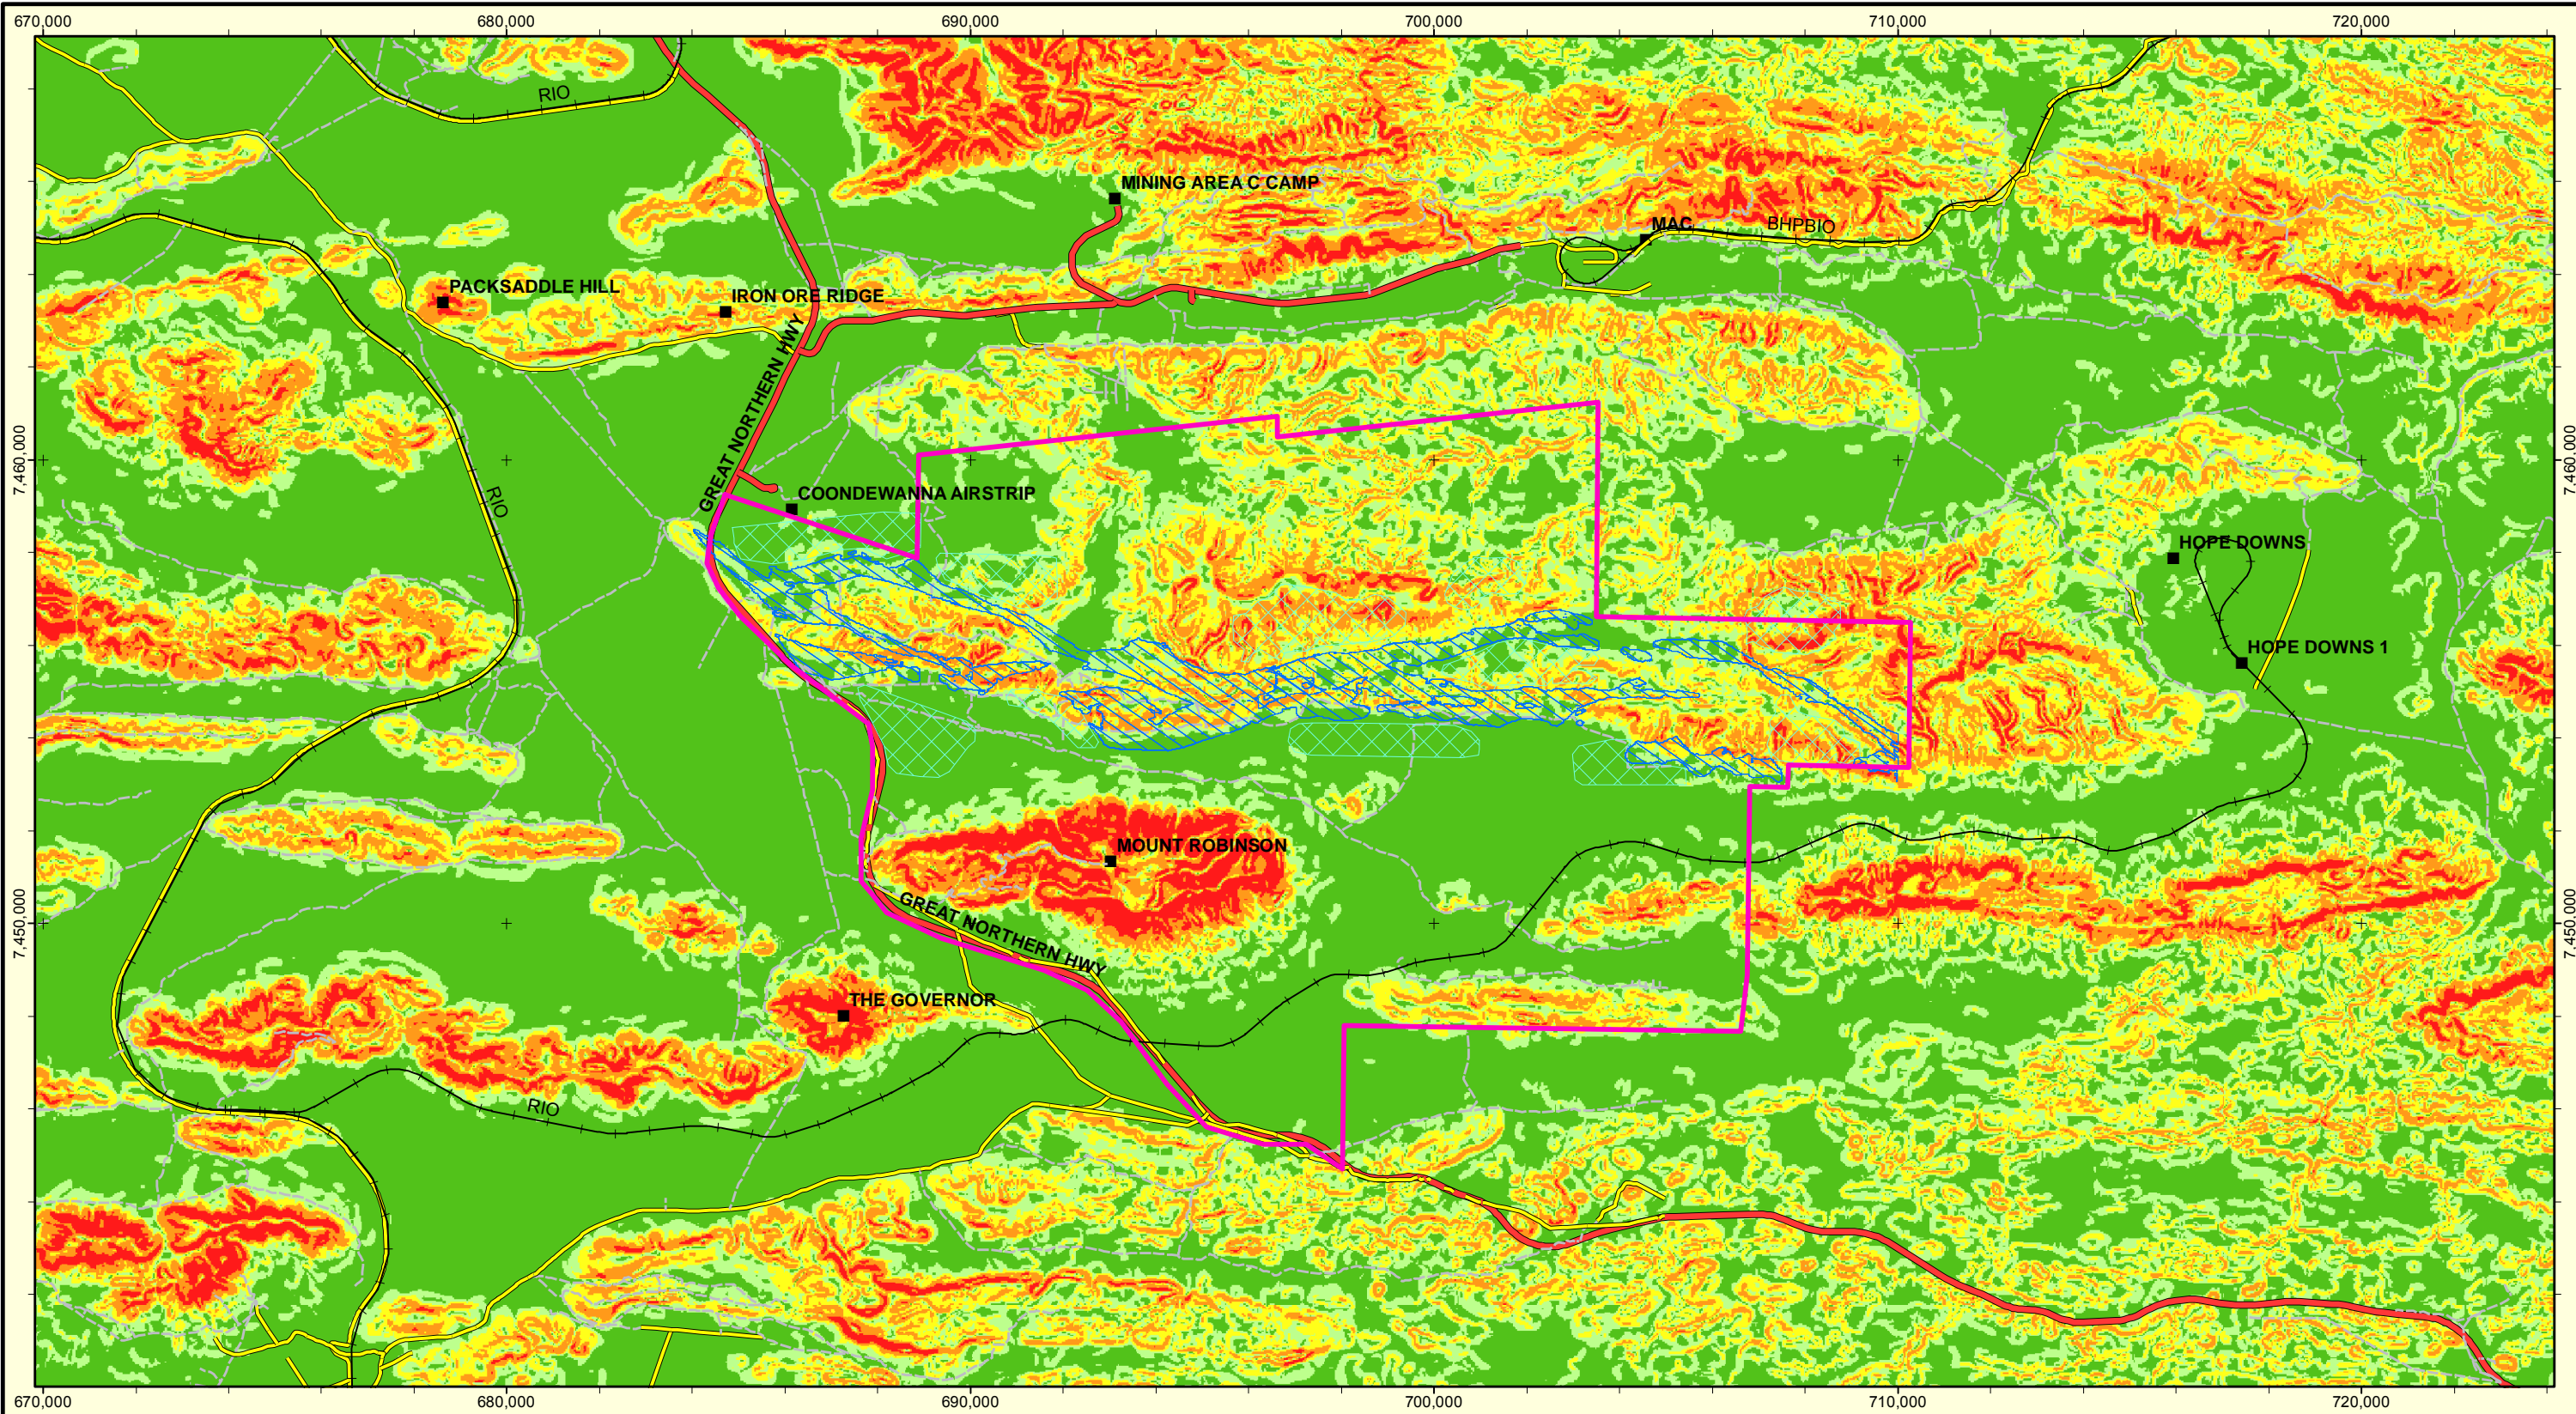 670,000 680,000 690,000 700,000 710,000 720,000
RIO
MINING AREA C CAMP
MAC
BHPBIO
PACKSADDLE HILL
IRON ORE RIDGE
GREAT NORTHERN HWY
7,460,000
7,460,000
RIO
COONDEWANNA AIRSTRIP
HOPE DOWNS
HOPE DOWNS 1
MOUNT ROBINSON
GREAT NORTHERN HWY
7,450,000
7,450,000
THE GOVERNOR
RIO
670,000 680,000 690,000 700,000 710,000 720,000